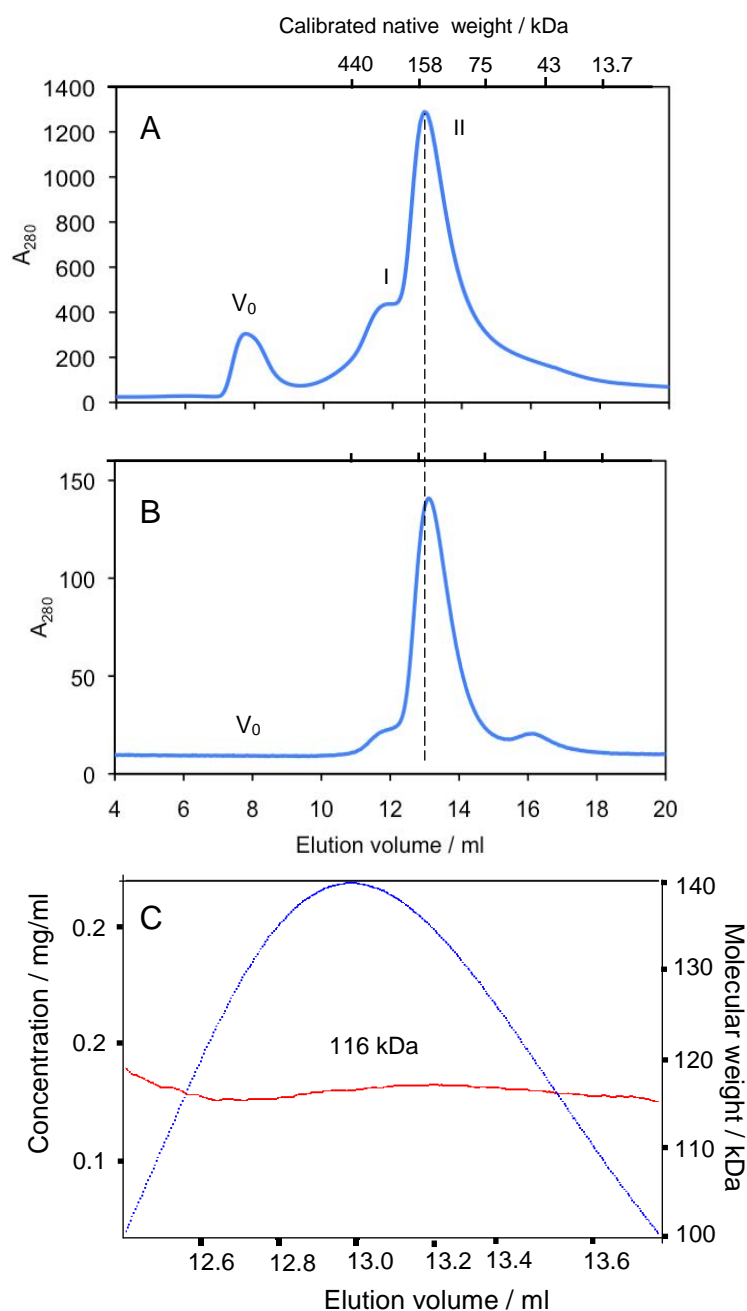 Calibrated native weight / kDa
440 158 75 43 13.7
A
II
I
V0
1400
1200
1000
800
600
400
200
0
A280
B
V0
150
100
50
0
A280
4 6 8 10 12 14 16 18 20
Elution volume / ml
C
116 kDa
0.2
0.2
0.1
Concentration / mg/ml
140
130
120
110
100
Molecular weight / kDa
12.6 12.8 13.0 13.2 13.4 13.6
Elution volume / ml